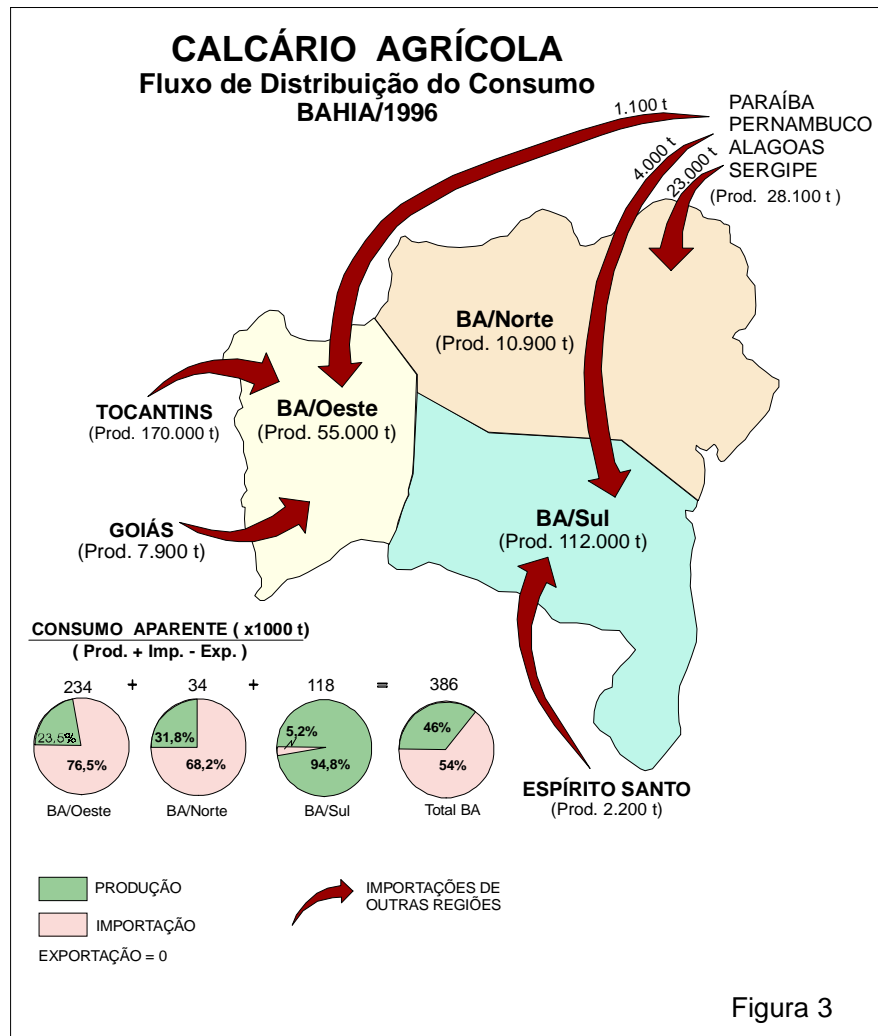 CALCÁRIO AGRÍCOLA
Fluxo de Distribuição do Consumo
BAHIA/1996
1.100 t
4.000 t
23.000 t
PARAÍBA
PERNAMBUCO
ALAGOAS
SERGIPE
(Prod. 28.100 t )
BA/Norte
(Prod. 10.900 t)
TOCANTINS
(Prod. 170.000 t)
BA/Oeste
(Prod. 55.000 t)
GOIÁS
(Prod. 7.900 t)
BA/Sul
(Prod. 112.000 t)
CONSUMO APARENTE ( x1000 t)
( Prod. + Imp. - Exp. )
234 + 34 + 118 = 386
23,5% 76,5%
31,8% 68,2%
5,2% 94,8%
46% 54%
BA/Oeste BA/Norte BA/Sul Total BA
ESPÍRITO SANTO
(Prod. 2.200 t)
PRODUÇÃO
IMPORTAÇÃO
EXPORTAÇÃO = 0
IMPORTAÇÕES DE
OUTRAS REGIÕES
Figura 3